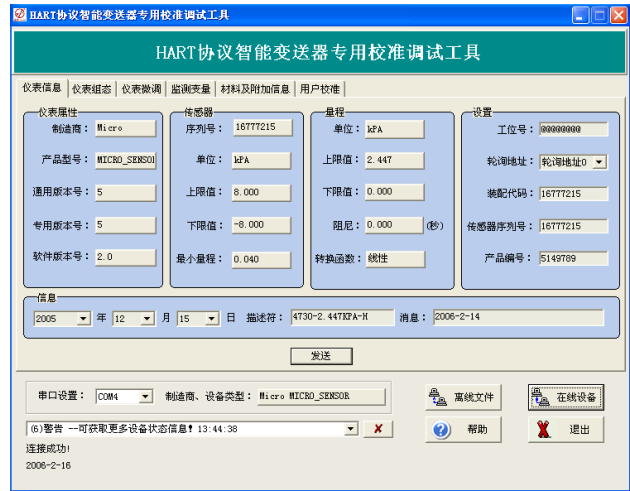 HART协议智能变送器专用校准调试工具
HART协议智能变送器专用校准调试工具
仪表信息 仪表组态 仪表微调 监测变量 材料及附加信息 用户校准
仪表属性
制造商： Micro
产品型号： MICRO_SENSOI
通用版本号： 5
专用版本号： 5
软件版本号： 2.0
传感器
序列号： 16777215
单位： kPA
上限值： 8.000
下限值： -8.000
最小量程： 0.040
量程
单位： kPA
上限值： 2.447
下限值： 0.000
阻尼： 0.000 (秒)
转换函数： 线性
设置
工位号： @@@@@@@@
轮询地址： 轮询地址0
装配代码： 16777215
传感器序列号： 16777215
产品编号： 5149789
信息
2005 年 12 月 15 日 描述符： 4730-2.447KPA-H 消息： 2006-2-14
发送
串口设置： COM4 制造商、设备类型： Micro MICRO_SENSOR
离线文件 在线设备
(6)警告 --可获取更多设备状态信息! 13:44:38
帮助 退出
连接成功!
2006-2-16